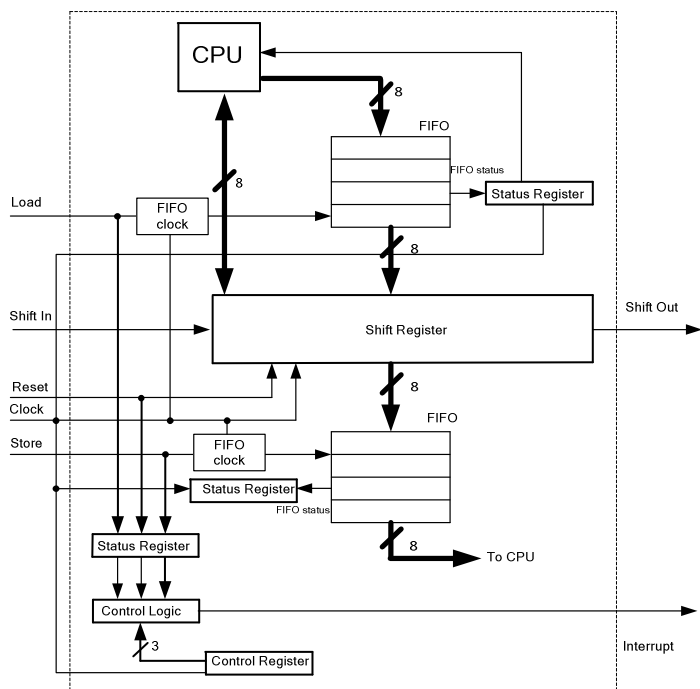 CPU
8
FIFO
FIFO status
8
Status Register
Load
FIFO
clock
8
Shift In
Shift Register
Shift Out
Reset
8
Clock
FIFO
Store
FIFO
clock
Status Register
FIFO status
Status Register
8
To CPU
Control Logic
3
Interrupt
Control Register